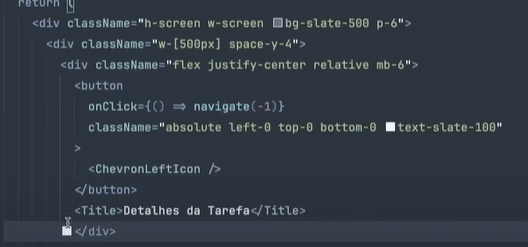 return (
<div className="h-screen w-screen bg-slate-500 p-6">
<div className="w-[500px] space-y-4">
<div className="flex justify-center relative mb-6">
<button
onClick={() => navigate(-1)}
className="absolute left-0 top-0 bottom-0 text-slate-100"
>
<ChevronLeftIcon />
</button>
<Title>Detalhes da Tarefa</Title>
</div>